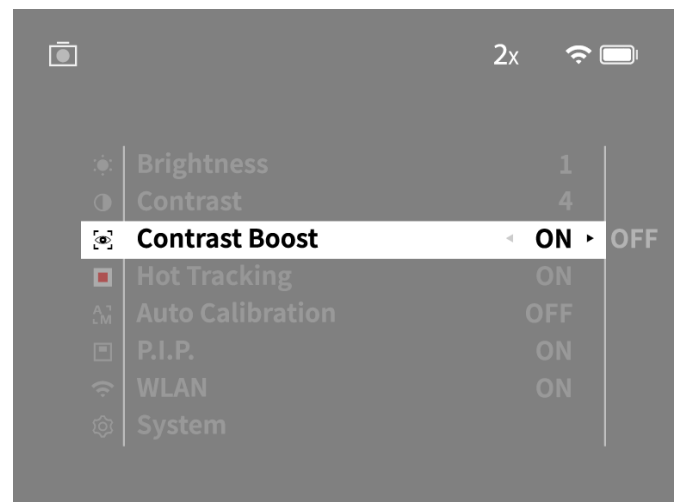 2x
Brightness 1
Contrast 4
Contrast Boost ON OFF
Hot Tracking ON
Auto Calibration OFF
P.I.P. ON
WLAN ON
System